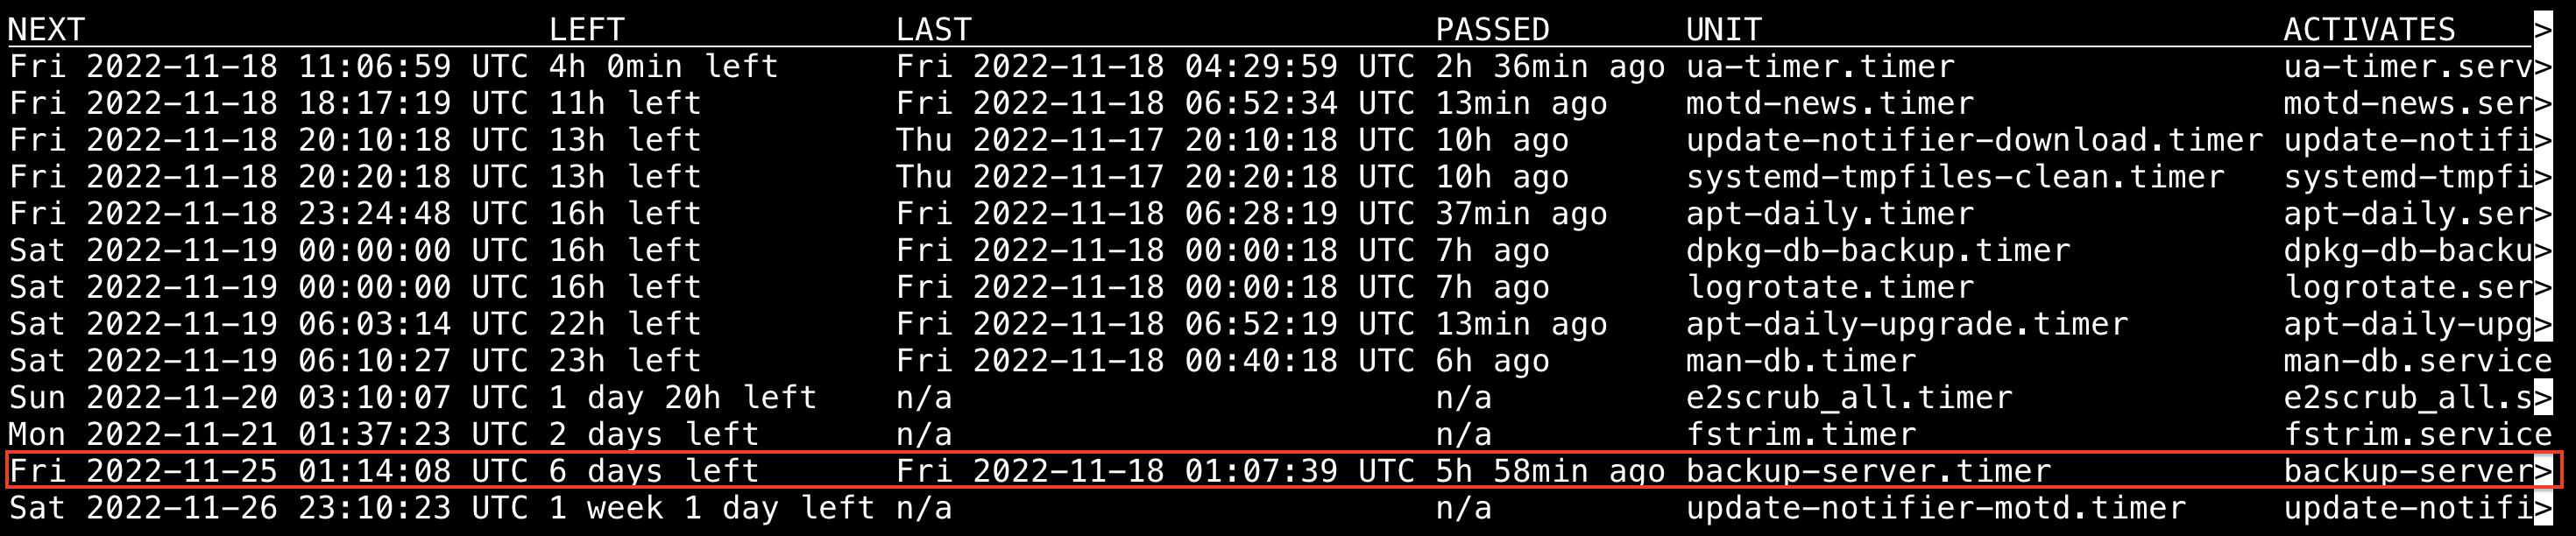 NEXT LEFT LAST PASSED UNIT ACTIVATES >
Fri 2022-11-18 11:06:59 UTC 4h 0min left Fri 2022-11-18 04:29:59 UTC 2h 36min ago ua-timer.timer ua-timer.serv>
Fri 2022-11-18 18:17:19 UTC 11h left Fri 2022-11-18 06:52:34 UTC 13min ago motd-news.timer motd-news.ser>
Fri 2022-11-18 20:10:18 UTC 13h left Thu 2022-11-17 20:10:18 UTC 10h ago update-notifier-download.timer update-notifi>
Fri 2022-11-18 20:20:18 UTC 13h left Thu 2022-11-17 20:20:18 UTC 10h ago systemd-tmpfiles-clean.timer systemd-tmpfi>
Fri 2022-11-18 23:24:48 UTC 16h left Fri 2022-11-18 06:28:19 UTC 37min ago apt-daily.timer apt-daily.ser>
Sat 2022-11-19 00:00:00 UTC 16h left Fri 2022-11-18 00:00:18 UTC 7h ago dpkg-db-backup.timer dpkg-db-backu>
Sat 2022-11-19 00:00:00 UTC 16h left Fri 2022-11-18 00:00:18 UTC 7h ago logrotate.timer logrotate.ser>
Sat 2022-11-19 06:03:14 UTC 22h left Fri 2022-11-18 06:52:19 UTC 13min ago apt-daily-upgrade.timer apt-daily-upg>
Sat 2022-11-19 06:10:27 UTC 23h left Fri 2022-11-18 00:40:18 UTC 6h ago man-db.timer man-db.service
Sun 2022-11-20 03:10:07 UTC 1 day 20h left n/a n/a e2scrub_all.timer e2scrub_all.s>
Mon 2022-11-21 01:37:23 UTC 2 days left n/a n/a fstrim.timer fstrim.service
Fri 2022-11-25 01:14:08 UTC 6 days left Fri 2022-11-18 01:07:39 UTC 5h 58min ago backup-server.timer backup-server>
Sat 2022-11-26 23:10:23 UTC 1 week 1 day left n/a n/a update-notifier-motd.timer update-notifi>